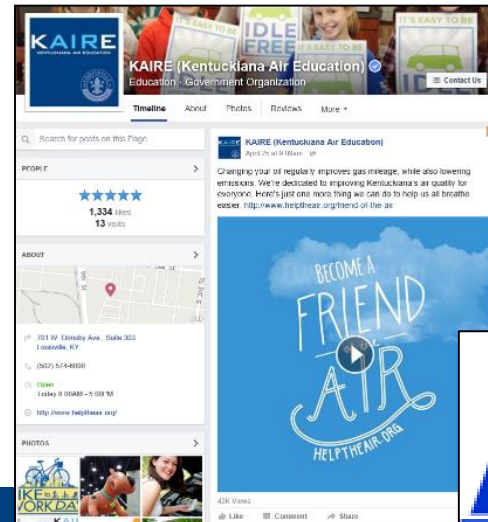 IT'S EASY TO BE
IDLE
FREE
IT'S EASY TO BE
IT'S EASY TO BE
KAIRE
KENTUCKIANA AIR EDUCATION
KAIRE (Kentuckiana Air Education)
Education · Government Organization
Contact Us
Timeline About Photos Reviews More
Search for posts on this Page
PEOPLE
1,334 likes
13 visits
ABOUT
701 W. Ormsby Ave., Suite 303
Louisville, KY
(502) 574-6000
Open
Today 8:00AM - 5:00PM
http://www.helptheair.org/
PHOTOS
BIKE
WORK DAY
KAIRE (Kentuckiana Air Education)
April 25 at 9:09am
Changing your oil regularly improves gas mileage, while also lowering
emissions. We're dedicated to improving Kentuckiana's air quality for
everyone. Here's just one more thing we can do to help us all breathe
easier. http://www.helptheair.org/friend-of-the-air
BECOME A
FRIEND
AIR
HELPTHEAIR.ORG
42K Views
Like Comment Share